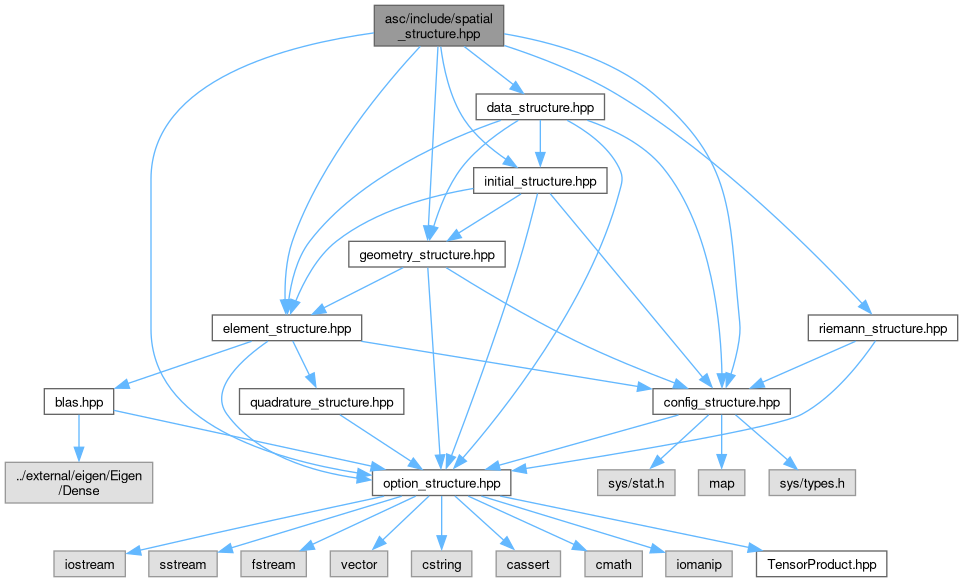 asc/include/spatial
_structure.hpp
data_structure.hpp
initial_structure.hpp
geometry_structure.hpp
element_structure.hpp
riemann_structure.hpp
blas.hpp
quadrature_structure.hpp
config_structure.hpp
../external/eigen/Eigen
/Dense
option_structure.hpp
sys/stat.h
map
sys/types.h
iostream
sstream
fstream
vector
cstring
cassert
cmath
iomanip
TensorProduct.hpp